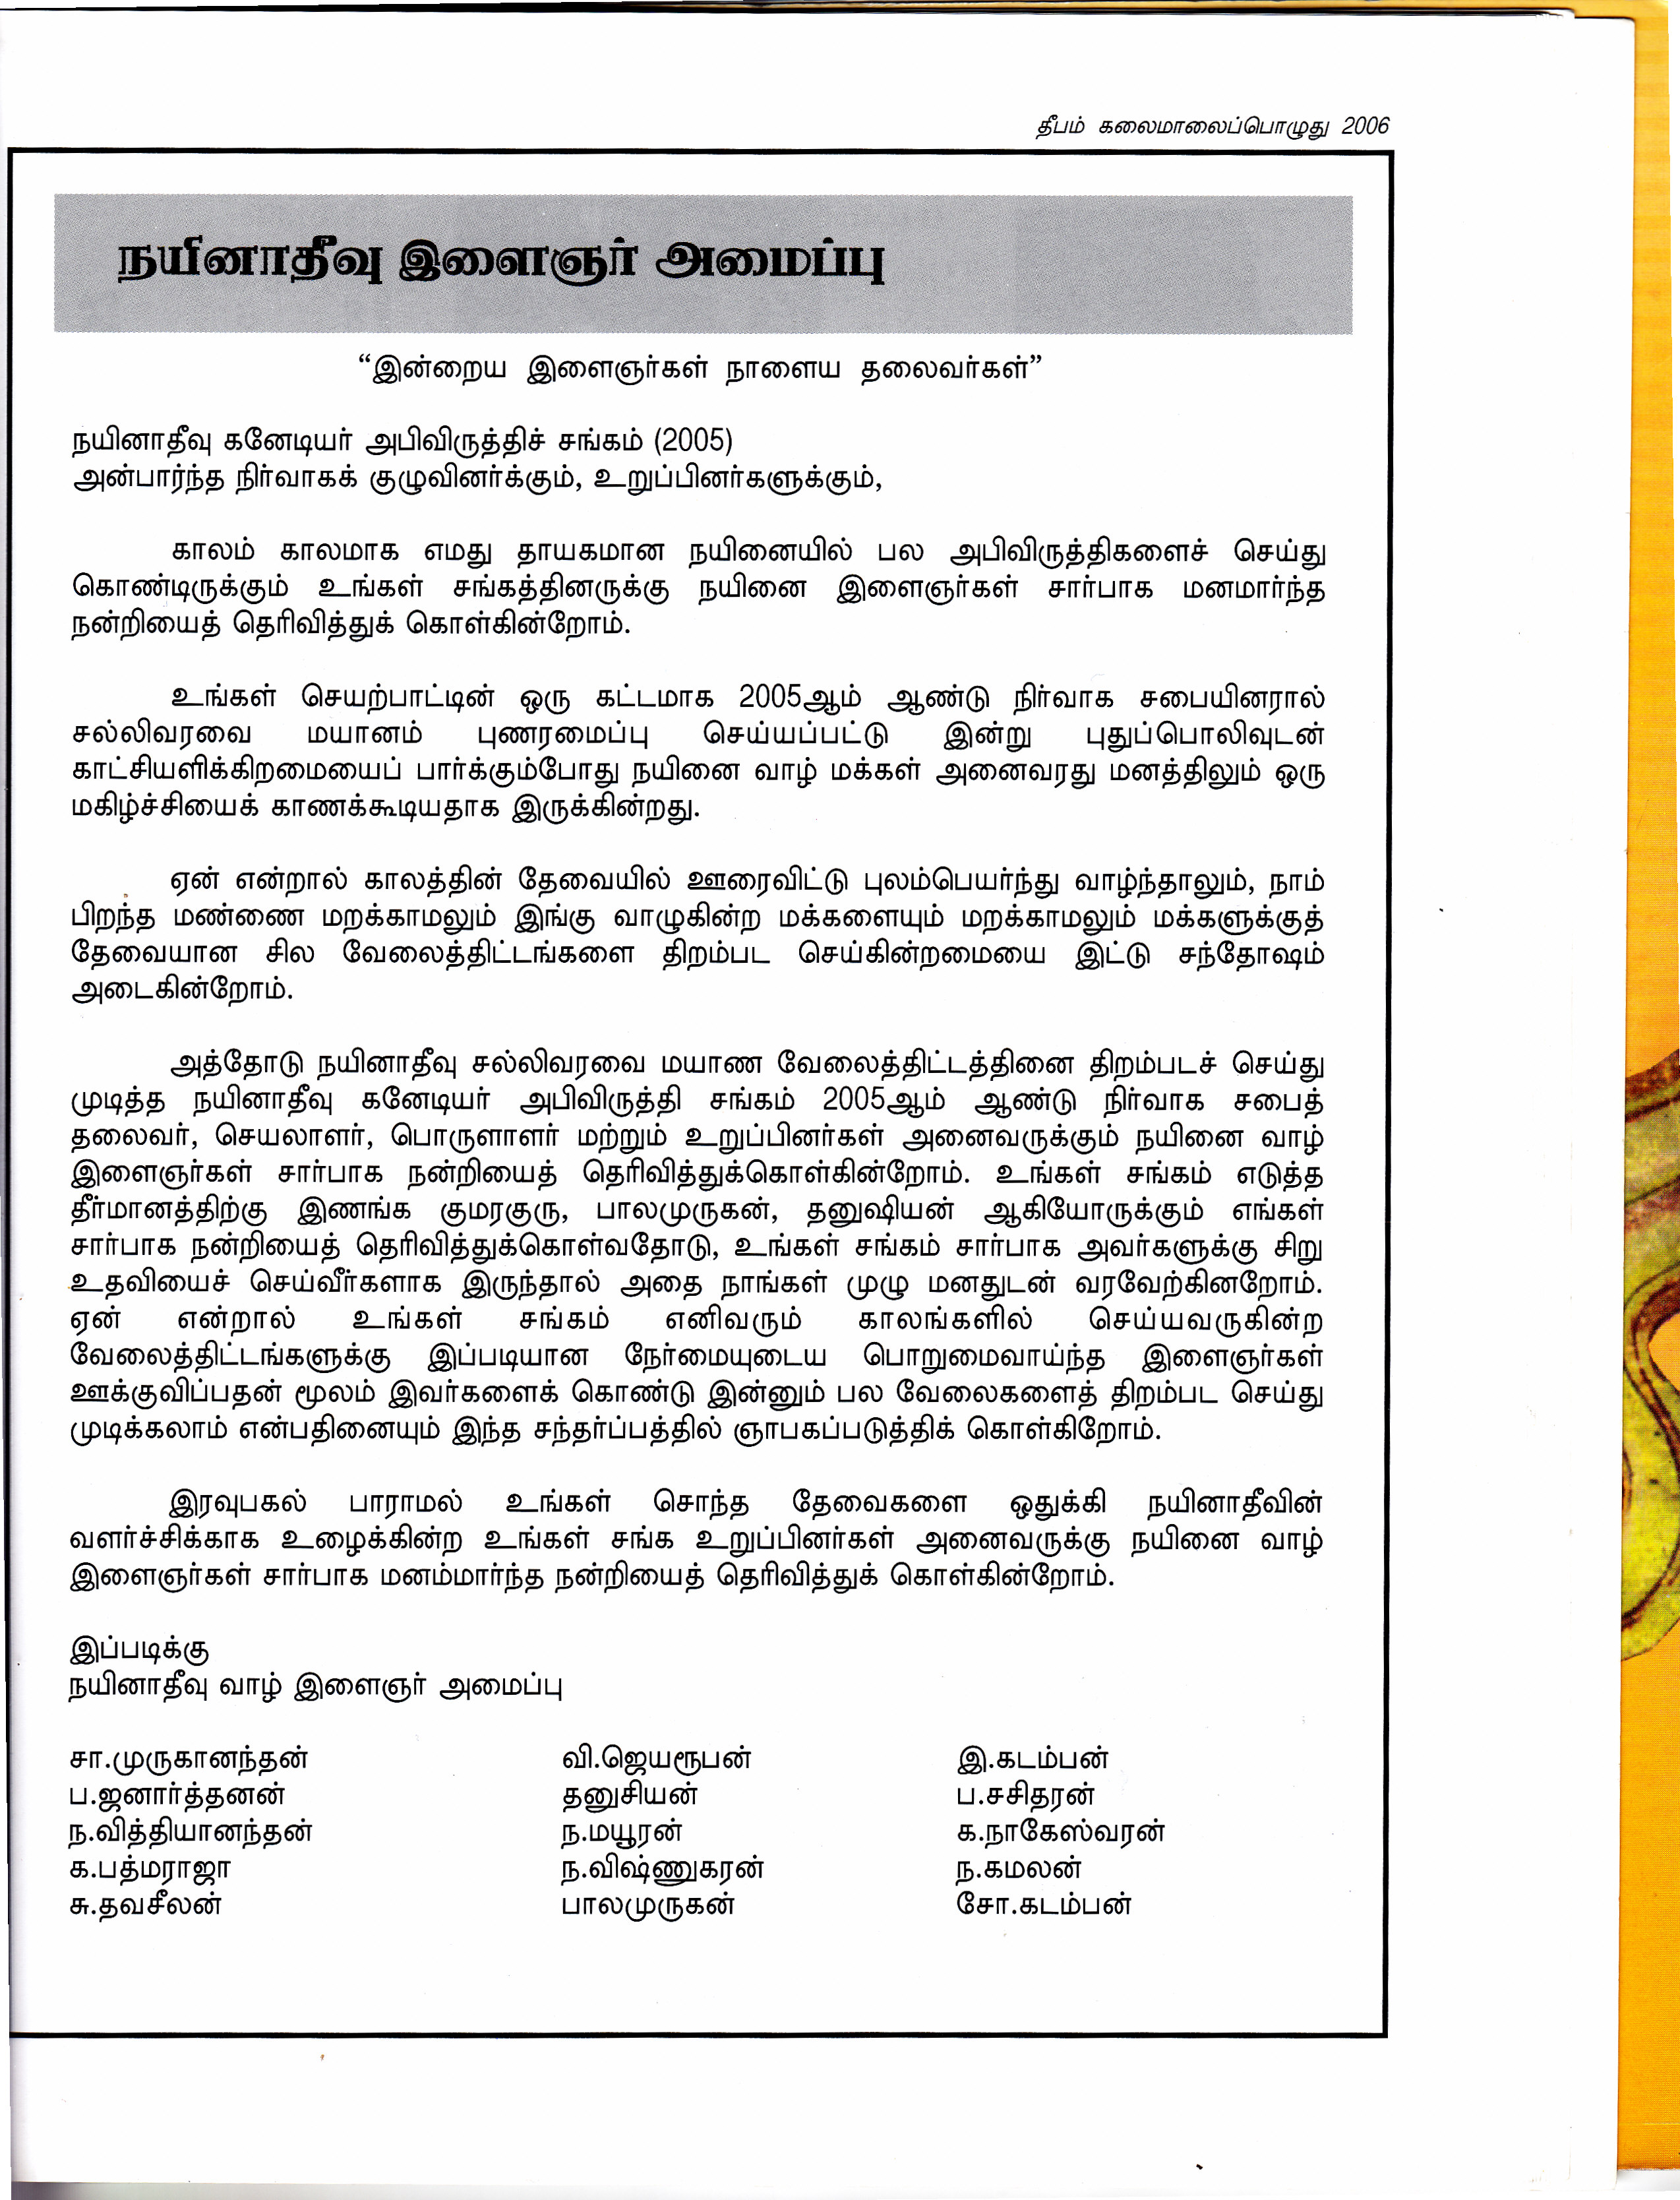 தீபம் கலைமாலைப்பொழுது 2006
நயினாதீவு இளைஞர் அமைப்பு
“இன்றைய இளைஞர்கள் நாளைய தலைவர்கள்”
நயினாதீவு கனேடியர் அபிவிருத்திச் சங்கம் (2005)
அன்பார்ந்த நிர்வாகக் குழுவினர்க்கும், உறுப்பினர்களுக்கும்,
காலம் காலமாக எமது தாயகமான நயினையில் பல அபிவிருத்திகளைச் செய்து
கொண்டிருக்கும் உங்கள் சங்கத்தினருக்கு நயினை இளைஞர்கள் சார்பாக மனமார்ந்த
நன்றியைத் தெரிவித்துக் கொள்கின்றோம்.
உங்கள் செயற்பாட்டின் ஒரு கட்டமாக 2005ஆம் ஆண்டு நிர்வாக சபையினரால்
சல்லிவரவை மயானம் புணரமைப்பு செய்யப்பட்டு இன்று புதுப்பொலிவுடன்
காட்சியளிக்கிறமையைப் பார்க்கும்போது நயினை வாழ் மக்கள் அனைவரது மனத்திலும் ஒரு
மகிழ்ச்சியைக் காணக்கூடியதாக இருக்கின்றது.
ஏன் என்றால் காலத்தின் தேவையில் ஊரைவிட்டு புலம்பெயர்ந்து வாழ்ந்தாலும், நாம்
பிறந்த மண்ணை மறக்காமலும் இங்கு வாழுகின்ற மக்களையும் மறக்காமலும் மக்களுக்குத்
தேவையான சில வேலைத்திட்டங்களை திறம்பட செய்கின்றமையை இட்டு சந்தோஷம்
அடைகின்றோம்.
அத்தோடு நயினாதீவு சல்லிவரவை மயாண வேலைத்திட்டத்தினை திறம்படச் செய்து
முடித்த நயினாதீவு கனேடியர் அபிவிருத்தி சங்கம் 2005ஆம் ஆண்டு நிர்வாக சபைத்
தலைவர், செயலாளர், பொருளாளர் மற்றும் உறுப்பினர்கள் அனைவருக்கும் நயினை வாழ்
இளைஞர்கள் சார்பாக நன்றியைத் தெரிவித்துக்கொள்கின்றோம். உங்கள் சங்கம் எடுத்த
தீர்மானத்திற்கு இணங்க குமரகுரு, பாலமுருகன், தனுஷியன் ஆகியோருக்கும் எங்கள்
சார்பாக நன்றியைத் தெரிவித்துக்கொள்வதோடு, உங்கள் சங்கம் சார்பாக அவர்களுக்கு சிறு
உதவியைச் செய்வீர்களாக இருந்தால் அதை நாங்கள் முழு மனதுடன் வரவேற்கினறோம்.
ஏன் என்றால் உங்கள் சங்கம் எனிவரும் காலங்களில் செய்யவருகின்ற
வேலைத்திட்டங்களுக்கு இப்படியான நேர்மையுடைய பொறுமைவாய்ந்த இளைஞர்கள்
ஊக்குவிப்பதன் மூலம் இவர்களைக் கொண்டு இன்னும் பல வேலைகளைத் திறம்பட செய்து
முடிக்கலாம் என்பதினையும் இந்த சந்தர்ப்பத்தில் ஞாபகப்படுத்திக் கொள்கிறோம்.
இரவுபகல் பாராமல் உங்கள் சொந்த தேவைகளை ஒதுக்கி நயினாதீவின்
வளர்ச்சிக்காக உழைக்கின்ற உங்கள் சங்க உறுப்பினர்கள் அனைவருக்கு நயினை வாழ்
இளைஞர்கள் சார்பாக மனம்மார்ந்த நன்றியைத் தெரிவித்துக் கொள்கின்றோம்.
இப்படிக்கு
நயினாதீவு வாழ் இளைஞர் அமைப்பு
சா.முருகானந்தன் வி.ஜெயரூபன் இ.கடம்பன்
ப.ஜனார்த்தனன் தனுசியன் ப.சசிதரன்
ந.வித்தியானந்தன் ந.மயூரன் க.நாகேஸ்வரன்
க.பத்மராஜா ந.விஷ்ணுகரன் ந.கமலன்
சு.தவசீலன் பாலமுருகன் சோ.கடம்பன்